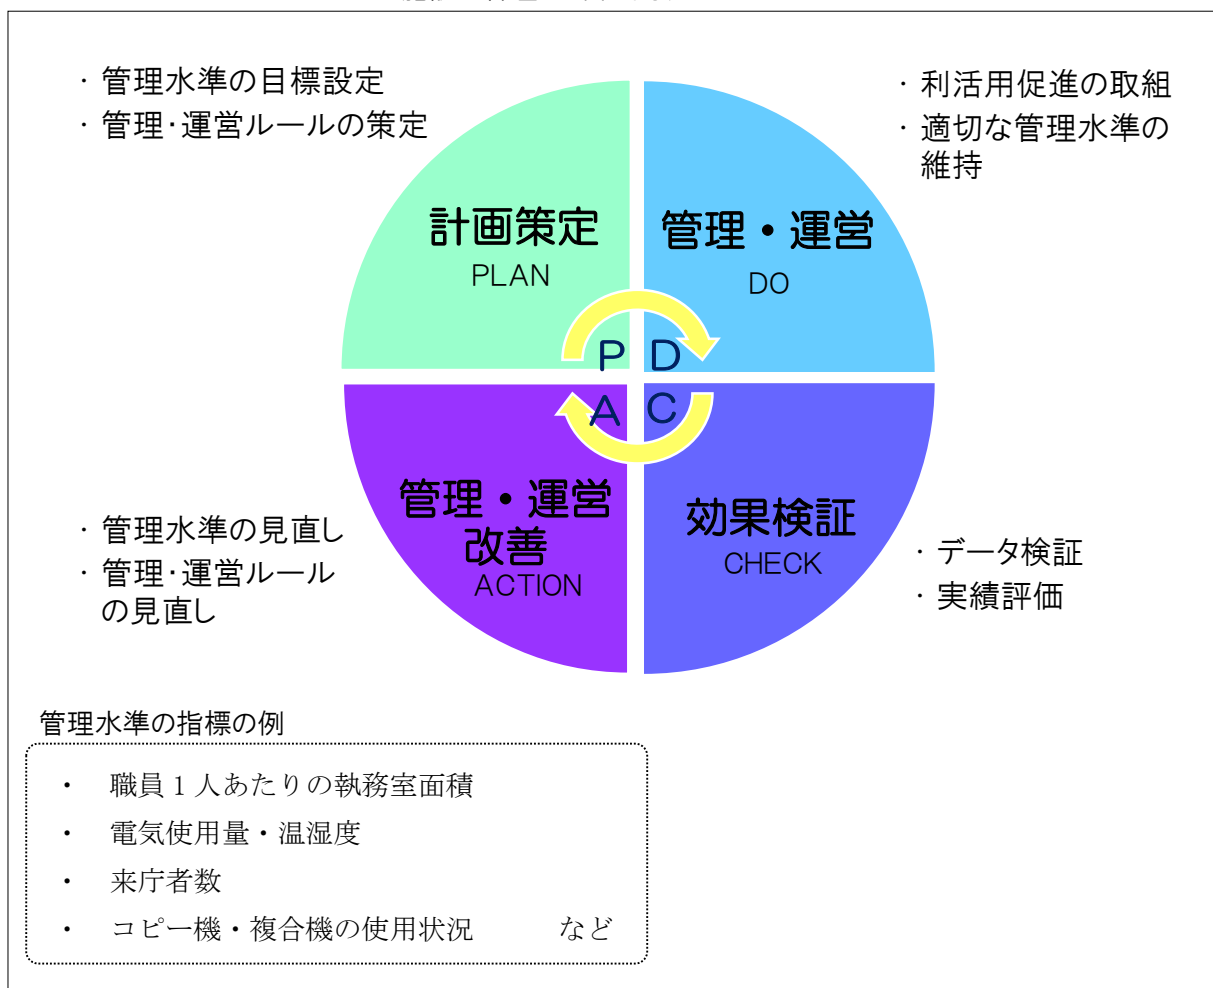 ・管理水準の目標設定
・管理・運営ルールの策定
・利活用促進の取組
・適切な管理水準の
維持
計画策定
PLAN
管理・運営
DO
P D
A C
管理・運営
改善
ACTION
効果検証
CHECK
・管理水準の見直し
・管理・運営ルール
の見直し
・データ検証
・実績評価
管理水準の指標の例
・ 職員1人あたりの執務室面積
・ 電気使用量・温湿度
・ 来庁者数
・ コピー機・複合機の使用状況 など